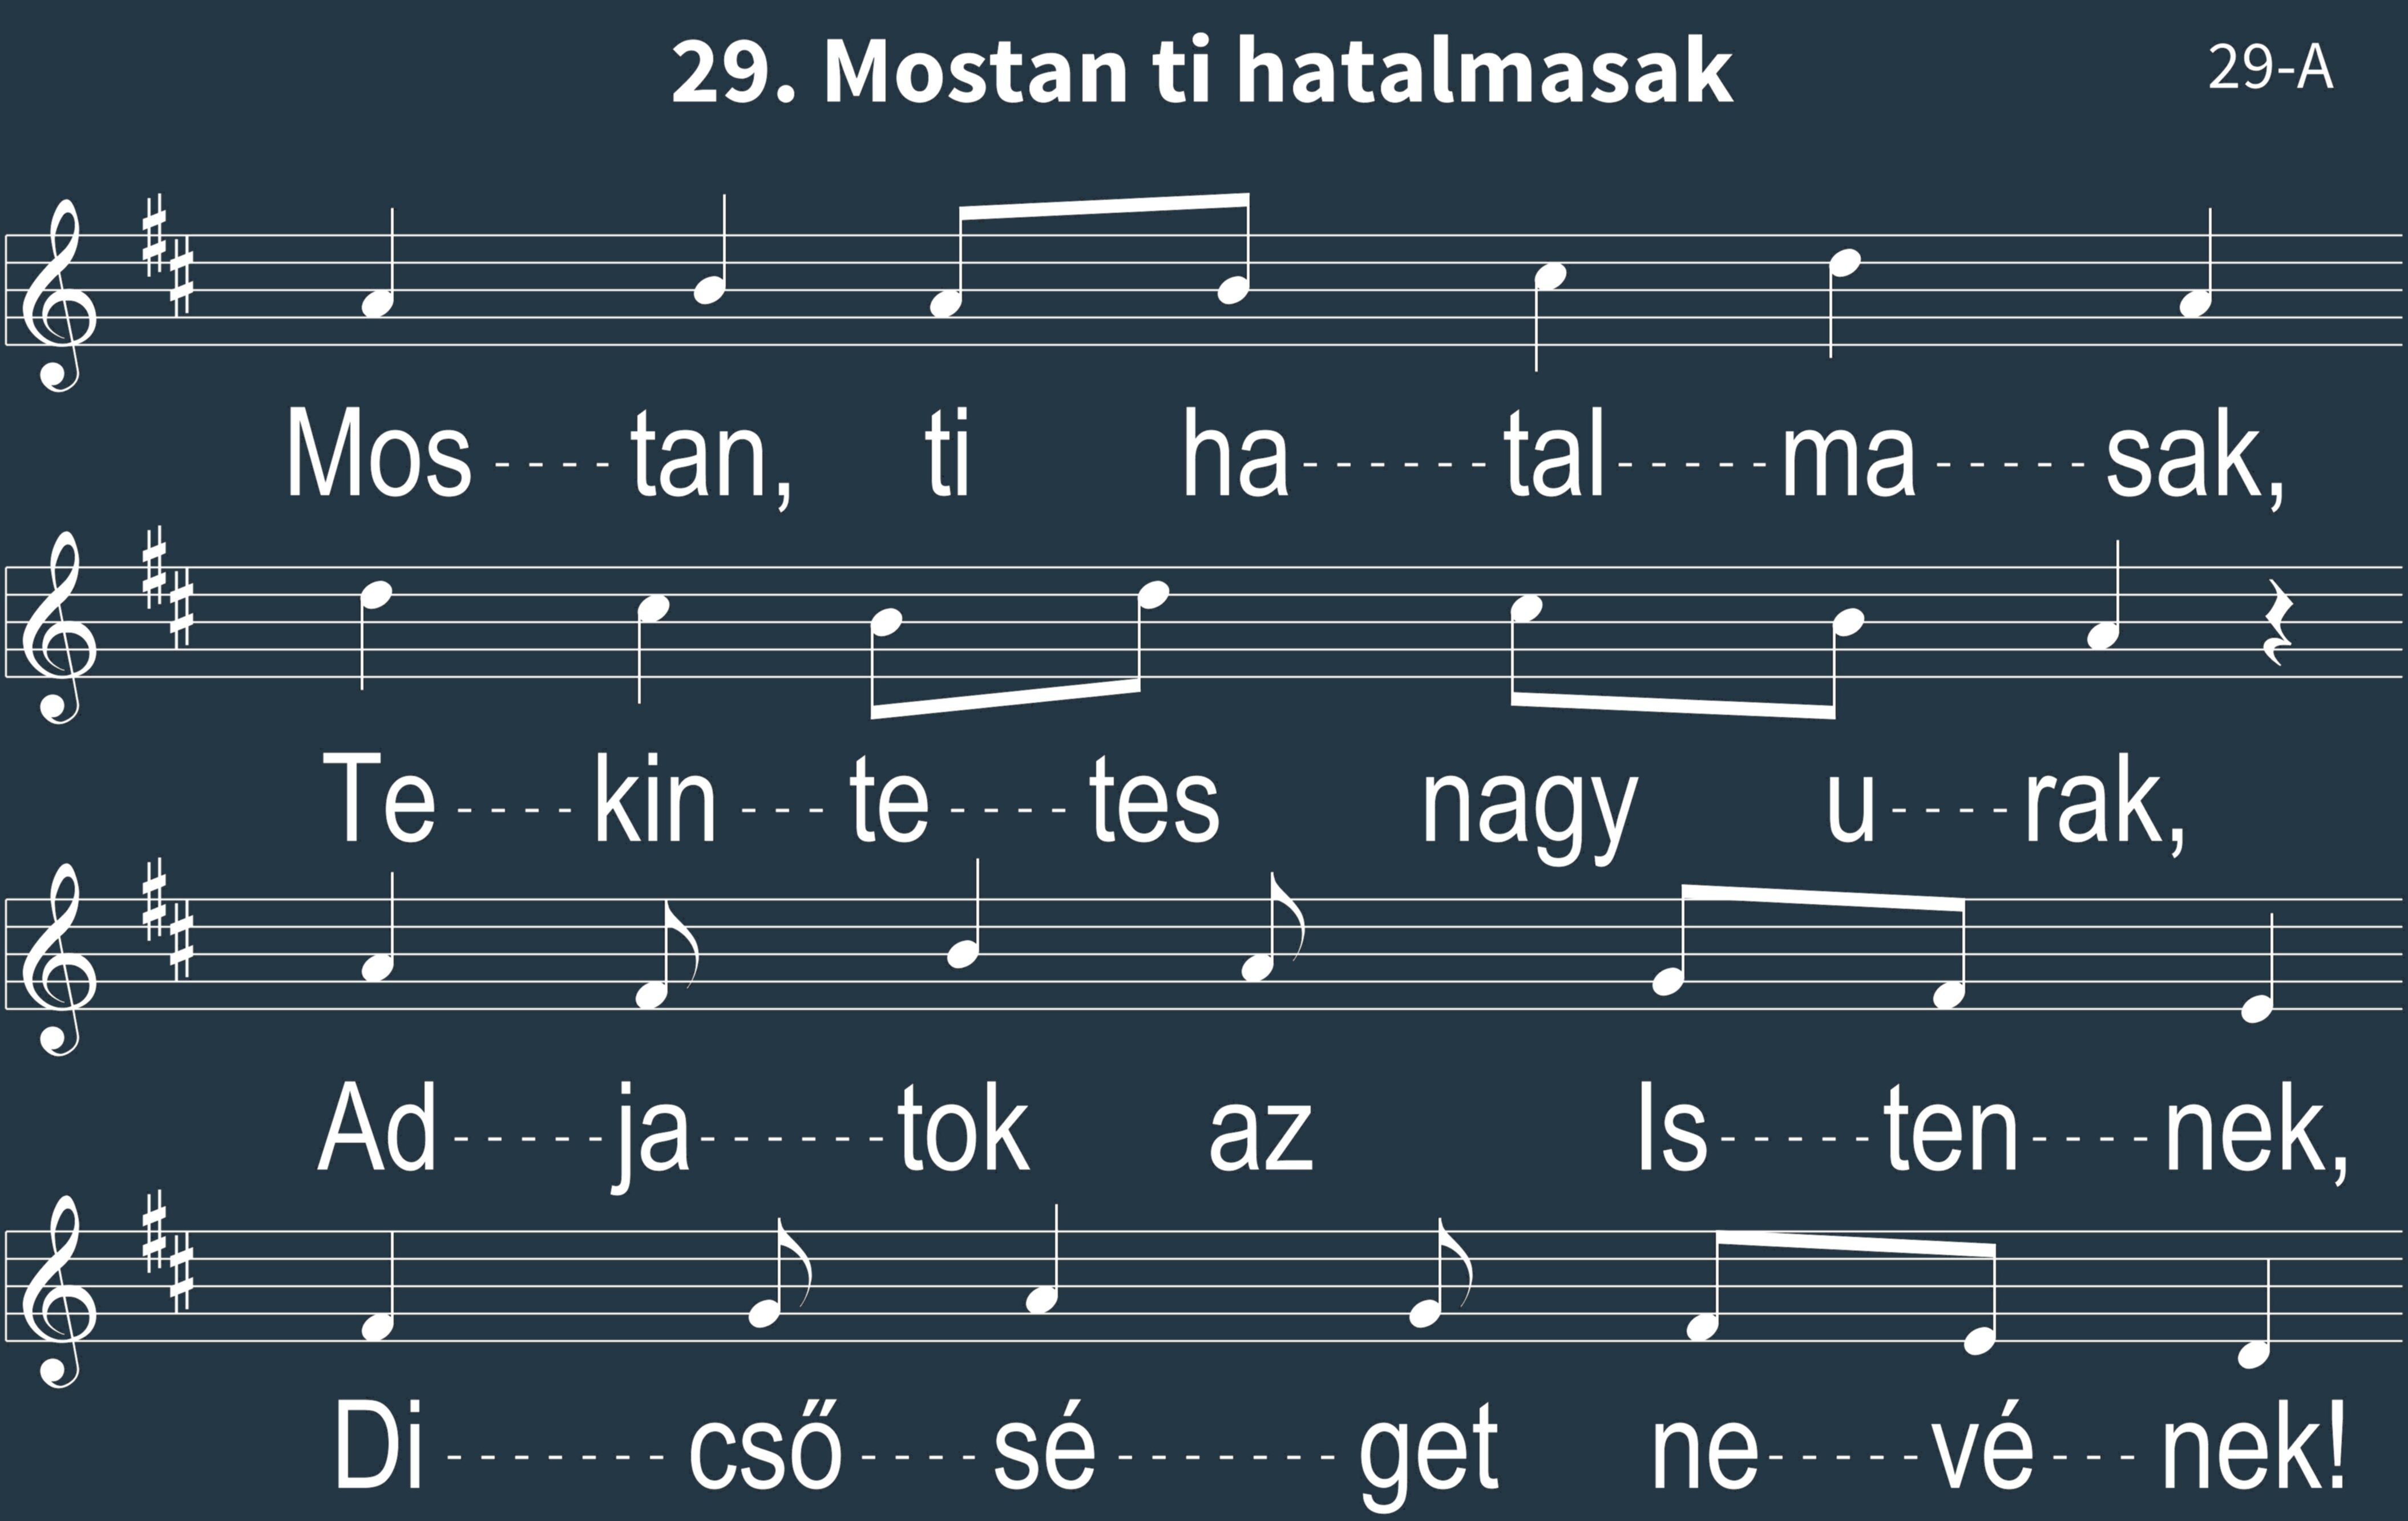 29. Mostan ti hatalmasak
29-A
Mos----tan, ti ha------tal-----ma-----sak,
Te----kin---te----tes nagy u----rak,
Ad-----ja------tok az Is-----ten----nek,
Di-------cső----sé-------get ne-----vé---nek!